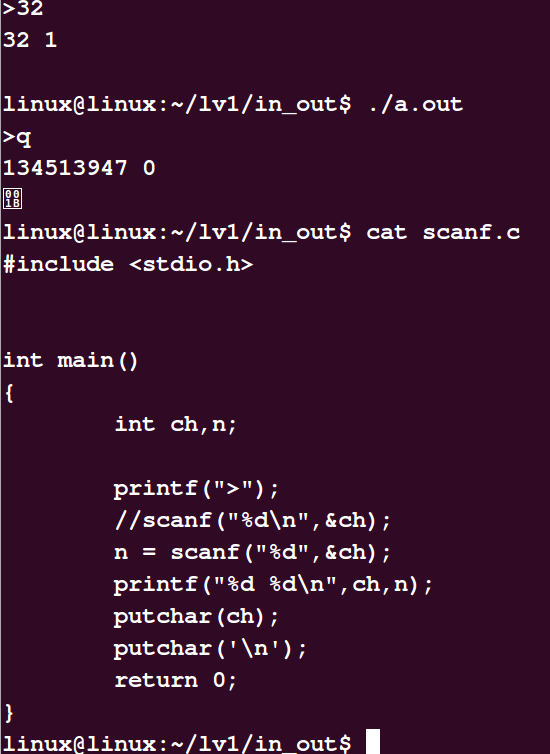 >32
32 1
linux@linux:~/lv1/in_out$ ./a.out
>q
134513947 0
001B
linux@linux:~/lv1/in_out$ cat scanf.c
#include <stdio.h>
int main()
{
int ch,n;
printf(">");
//scanf("%d\n",&ch);
n = scanf("%d",&ch);
printf("%d %d\n",ch,n);
putchar(ch);
putchar('\n');
return 0;
}
linux@linux:~/lv1/in_out$